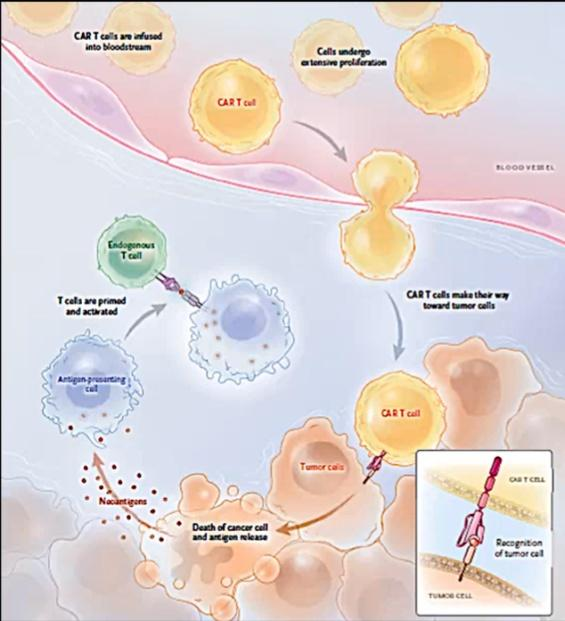 CAR T cells are infused
into bloodstream
Cells undergo
extensive proliferation
CAR T cell
BLOOD VESSEL
Endogenous
T cell
T cells are primed
and activated
CAR T cells make their way
toward tumor cells
Antigen-presenting
cell
CAR T cell
Tumor cells
CAR T CELL
Neoantigens
Death of cancer cell
and antigen release
Recognition
of tumor cell
TUMOR CELL